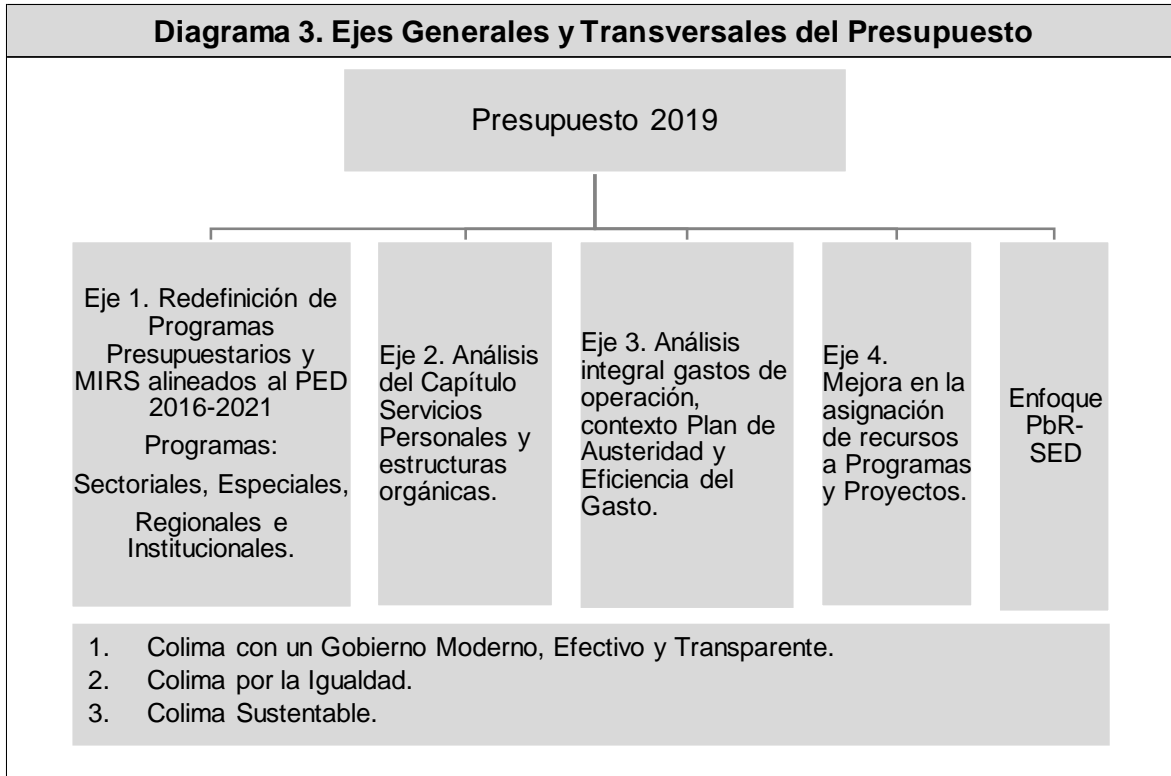 Diagrama 3. Ejes Generales y Transversales del Presupuesto
Presupuesto 2019
Eje 1. Redefinición de
Programas
Presupuestarios y
MIRS alineados al PED
2016-2021
Programas:
Sectoriales, Especiales,
Regionales e
Institucionales.
Eje 2. Análisis
del Capítulo
Servicios
Personales y
estructuras
orgánicas.
Eje 3. Análisis
integral gastos de
operación,
contexto Plan de
Austeridad y
Eficiencia del
Gasto.
Eje 4.
Mejora en la
asignación
de recursos
a Programas
y Proyectos.
Enfoque
PbR-
SED
1. Colima con un Gobierno Moderno, Efectivo y Transparente.
2. Colima por la Igualdad.
3. Colima Sustentable.